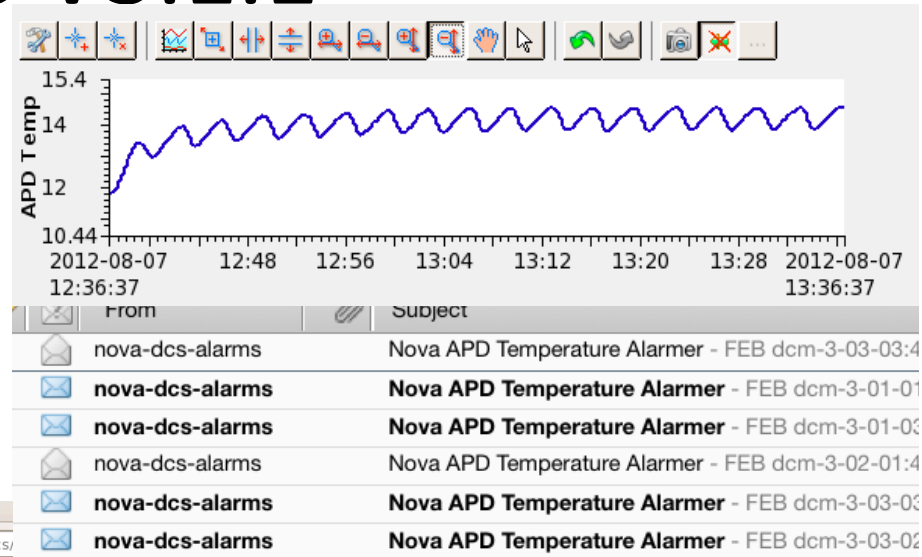 15.4
14
12
10.44
APD Temp
2012-08-07 12:48 12:56 13:04 13:12 13:20 13:28 2012-08-07
12:36:37 13:36:37
From Subject
nova-dcs-alarms Nova APD Temperature Alarmer - FEB dcm-3-03-03:4
nova-dcs-alarms Nova APD Temperature Alarmer - FEB dcm-3-01-01
nova-dcs-alarms Nova APD Temperature Alarmer - FEB dcm-3-01-03
nova-dcs-alarms Nova APD Temperature Alarmer - FEB dcm-3-02-01:4
nova-dcs-alarms Nova APD Temperature Alarmer - FEB dcm-3-03-03
nova-dcs-alarms Nova APD Temperature Alarmer - FEB dcm-3-03-02